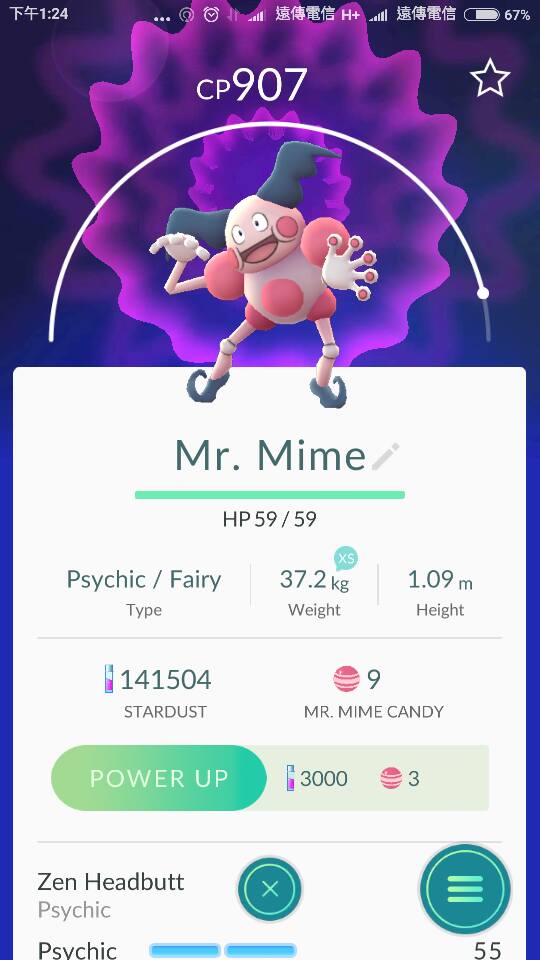 下午1:24 ... 遠傳電信 H+ 遠傳電信 67%
CP907
Mr. Mime
HP 59 / 59
XS
Psychic / Fairy 37.2 kg 1.09 m
Type Weight Height
141504 9
STARDUST MR. MIME CANDY
POWER UP 3000 3
Zen Headbutt
Psychic
Psychic 55